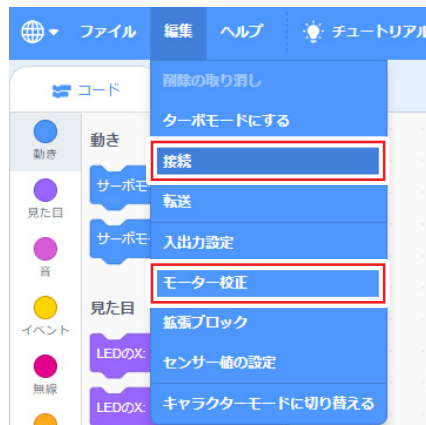 ファイル 編集 ヘルプ チュートリアル
コード
削除の取り消し
ターボモードにする
接続
転送
入出力設定
モーター校正
拡張ブロック
センサー値の設定
キャラクターモードに切り替える
動き
見た目
音
イベント
無線
動き
サーボモ
サーボモ
見た目
LEDのX:
LEDのX: